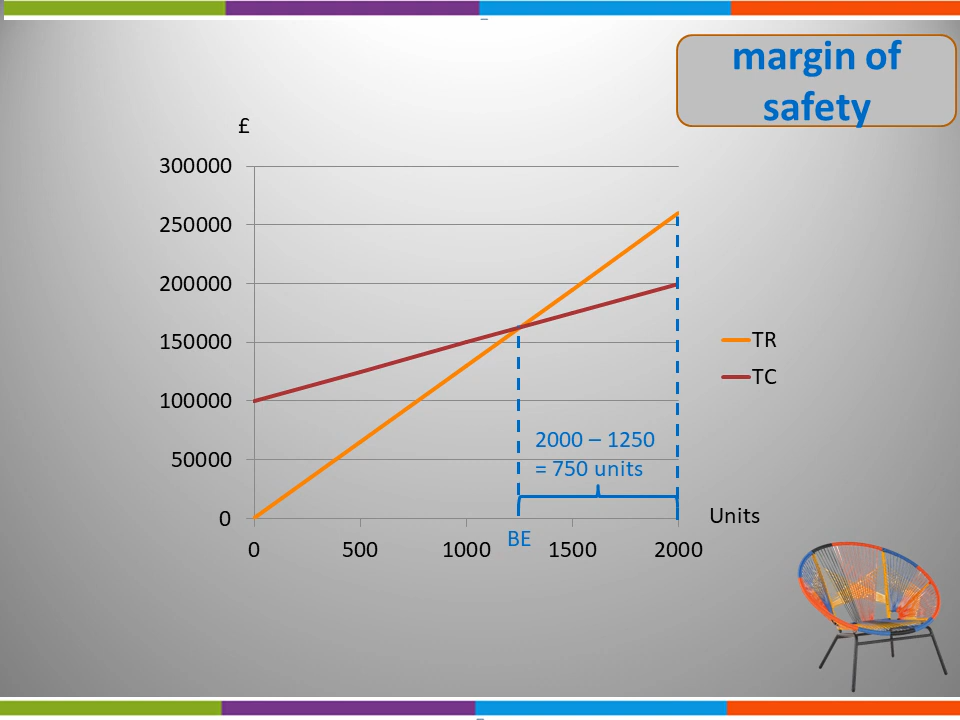 margin of
safety
£
300000
250000
200000
150000
100000
50000
0
TR
TC
2000 – 1250
= 750 units
Units
BE
0 500 1000 1500 2000